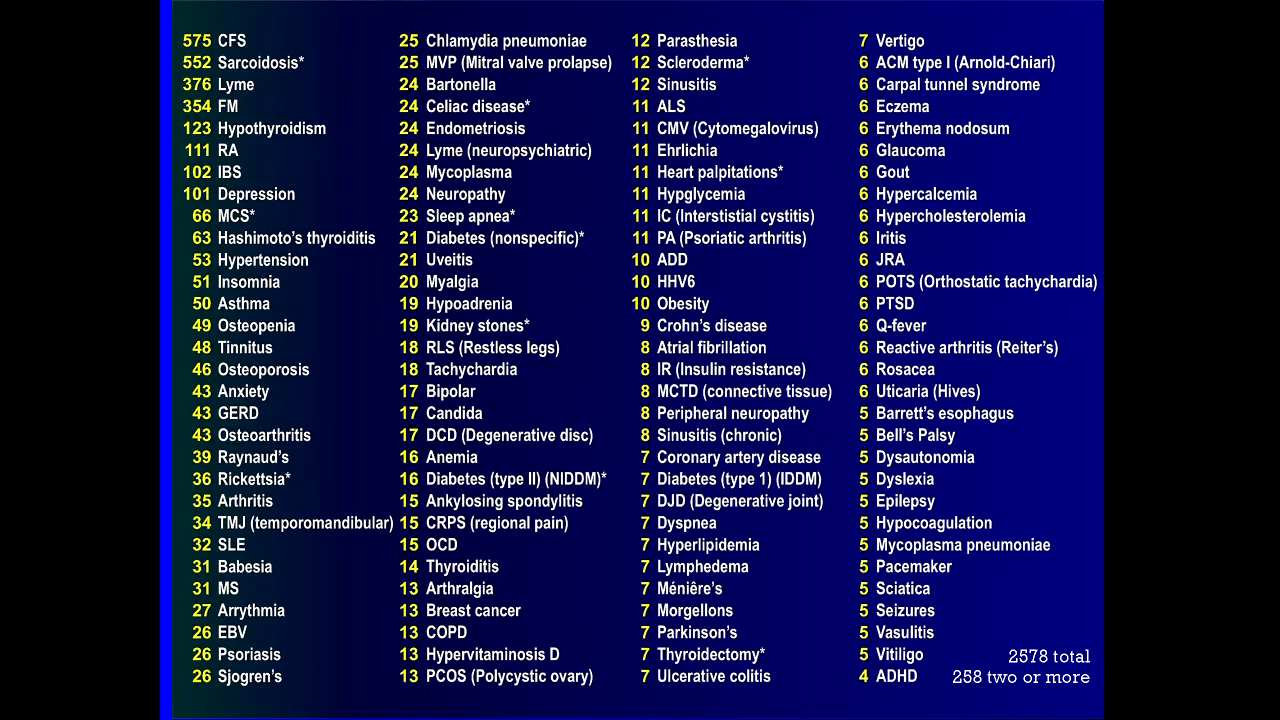 575 CFS
552 Sarcoidosis*
376 Lyme
354 FM
123 Hypothyroidism
111 RA
102 IBS
101 Depression
66 MCS*
63 Hashimoto’s thyroiditis
53 Hypertension
51 Insomnia
50 Asthma
49 Osteopenia
48 Tinnitus
46 Osteoporosis
43 Anxiety
43 GERD
43 Osteoarthritis
39 Raynaud’s
36 Rickettsia*
35 Arthritis
34 TMJ (temporomandibular)
32 SLE
31 Babesia
31 MS
27 Arrythmia
26 EBV
26 Psoriasis
26 Sjogren’s
25 Chlamydia pneumoniae
25 MVP (Mitral valve prolapse)
24 Bartonella
24 Celiac disease*
24 Endometriosis
24 Lyme (neuropsychiatric)
24 Mycoplasma
24 Neuropathy
23 Sleep apnea*
21 Diabetes (nonspecific)*
21 Uveitis
20 Myalgia
19 Hypoadrenia
19 Kidney stones*
18 RLS (Restless legs)
18 Tachychardia
17 Bipolar
17 Candida
17 DCD (Degenerative disc)
16 Anemia
16 Diabetes (type II) (NIDDM)*
15 Ankylosing spondylitis
15 CRPS (regional pain)
15 OCD
14 Thyroiditis
13 Arthralgia
13 Breast cancer
13 COPD
13 Hypervitaminosis D
13 PCOS (Polycystic ovary)
12 Parasthesia
12 Scleroderma*
12 Sinusitis
11 ALS
11 CMV (Cytomegalovirus)
11 Ehrlichia
11 Heart palpitations*
11 Hypglycemia
11 IC (Interstistial cystitis)
11 PA (Psoriatic arthritis)
10 ADD
10 HHV6
10 Obesity
9 Crohn’s disease
8 Atrial fibrillation
8 IR (Insulin resistance)
8 MCTD (connective tissue)
8 Peripheral neuropathy
8 Sinusitis (chronic)
7 Coronary artery disease
7 Diabetes (type 1) (IDDM)
7 DJD (Degenerative joint)
7 Dyspnea
7 Hyperlipidemia
7 Lymphedema
7 Ménière’s
7 Morgellons
7 Parkinson’s
7 Thyroidectomy*
7 Ulcerative colitis
7 Vertigo
6 ACM type I (Arnold-Chiari)
6 Carpal tunnel syndrome
6 Eczema
6 Erythema nodosum
6 Glaucoma
6 Gout
6 Hypercalcemia
6 Hypercholesterolemia
6 Iritis
6 JRA
6 POTS (Orthostatic tachychardia)
6 PTSD
6 Q-fever
6 Reactive arthritis (Reiter’s)
6 Rosacea
6 Uticaria (Hives)
5 Barrett’s esophagus
5 Bell’s Palsy
5 Dysautonomia
5 Dyslexia
5 Epilepsy
5 Hypocoagulation
5 Mycoplasma pneumoniae
5 Pacemaker
5 Sciatica
5 Seizures
5 Vasulitis
5 Vitiligo
4 ADHD
2578 total
258 two or more